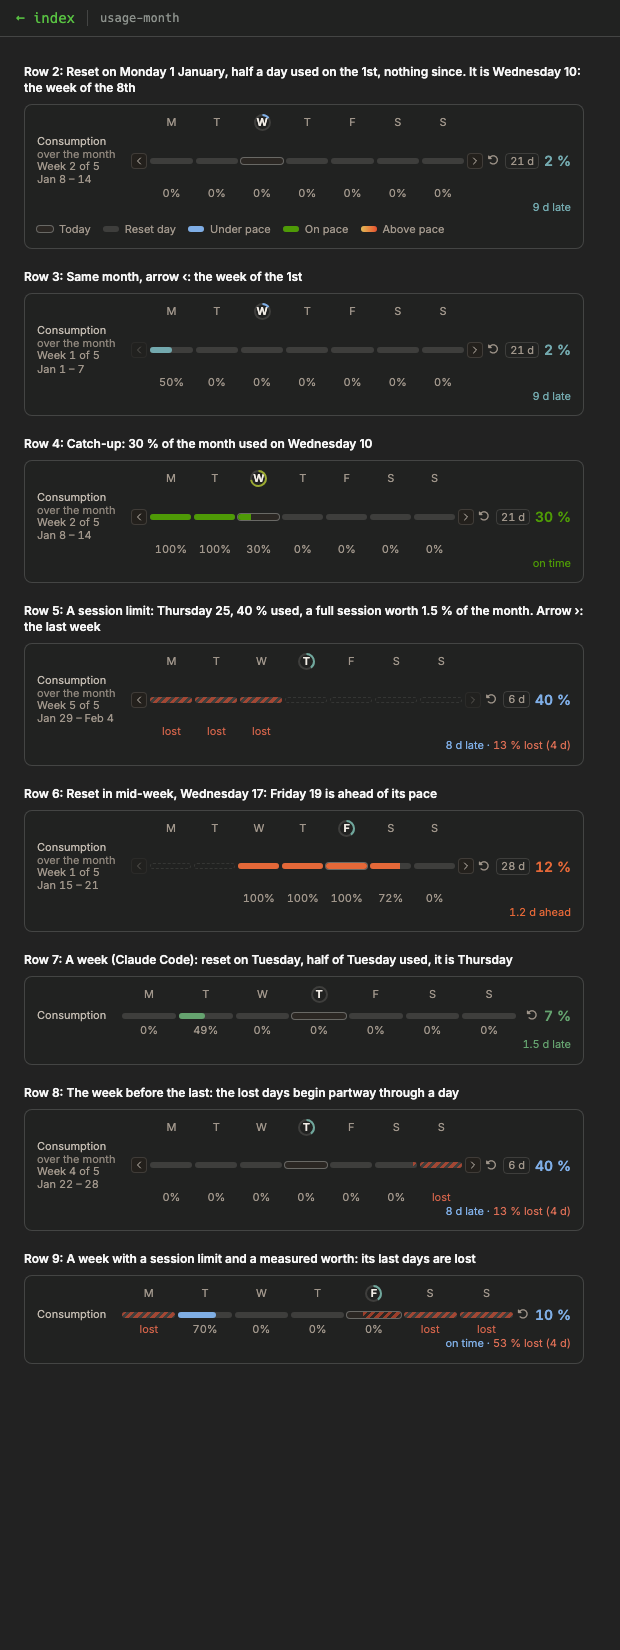 ← index usage-month
Row 2: Reset on Monday 1 January, half a day used on the 1st, nothing since. It is Wednesday 10:
the week of the 8th
M T W T F S S
Consumption
over the month
Week 2 of 5
Jan 8 – 14
‹ › 21 d 2 %
0% 0% 0% 0% 0% 0% 0%
9 d late
Today Reset day Under pace On pace Above pace
Row 3: Same month, arrow ‹: the week of the 1st
M T W T F S S
Consumption
over the month
Week 1 of 5
Jan 1 – 7
‹ › 21 d 2 %
50% 0% 0% 0% 0% 0% 0%
9 d late
Row 4: Catch-up: 30 % of the month used on Wednesday 10
M T W T F S S
Consumption
over the month
Week 2 of 5
Jan 8 – 14
‹ › 21 d 30 %
100% 100% 30% 0% 0% 0% 0%
on time
Row 5: A session limit: Thursday 25, 40 % used, a full session worth 1.5 % of the month. Arrow ›:
the last week
M T W T F S S
Consumption
over the month
Week 5 of 5
Jan 29 – Feb 4
‹ › 6 d 40 %
lost lost lost
8 d late · 13 % lost (4 d)
Row 6: Reset in mid-week, Wednesday 17: Friday 19 is ahead of its pace
M T W T F S S
Consumption
over the month
Week 1 of 5
Jan 15 – 21
‹ › 28 d 12 %
100% 100% 100% 72% 0%
1.2 d ahead
Row 7: A week (Claude Code): reset on Tuesday, half of Tuesday used, it is Thursday
M T W T F S S
Consumption 7 %
0% 49% 0% 0% 0% 0% 0%
1.5 d late
Row 8: The week before the last: the lost days begin partway through a day
M T W T F S S
Consumption
over the month
Week 4 of 5
Jan 22 – 28
‹ › 6 d 40 %
0% 0% 0% 0% 0% 0% lost
8 d late · 13 % lost (4 d)
Row 9: A week with a session limit and a measured worth: its last days are lost
M T W T F S S
Consumption 10 %
lost 70% 0% 0% 0% lost lost
on time · 53 % lost (4 d)